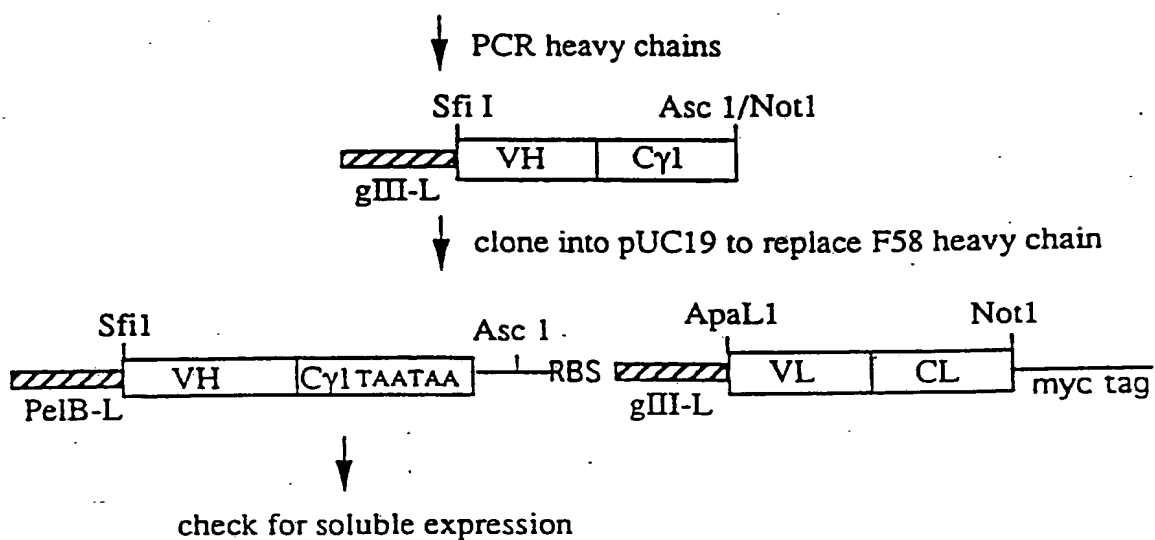 PCR heavy chains
Sfi I Asc 1/Not1
VH Cγ1
gIII-L
clone into pUC19 to replace F58 heavy chain
Sfi1 Asc 1 ApaL1 Not1
VH Cγ1 TAATAA RBS VL CL
PelB-L gIII-L myc tag
check for soluble expression